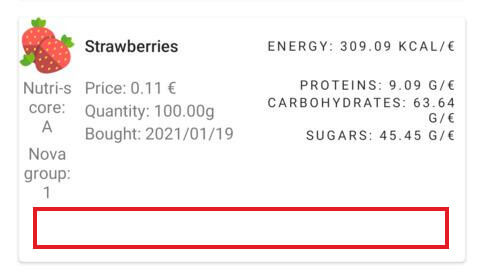 Strawberries
ENERGY: 309.09 KCAL/€
Nutri-s
core:
A
Nova
group:
1
Price: 0.11 €
Quantity: 100.00g
Bought: 2021/01/19
PROTEINS: 9.09 G/€
CARBOHYDRATES: 63.64
G/€
SUGARS: 45.45 G/€